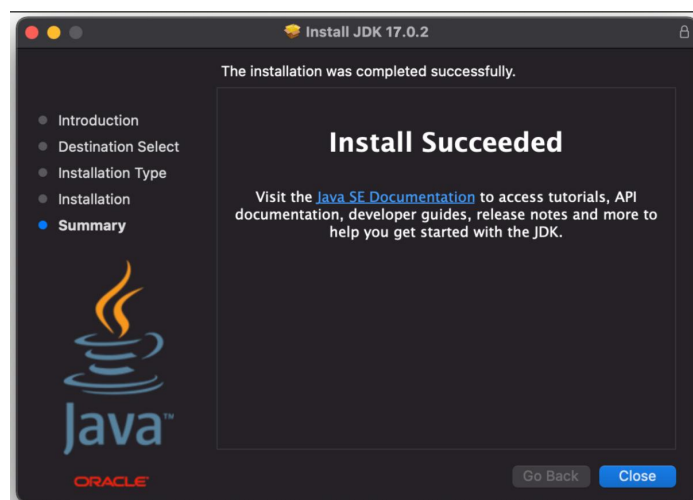 Install JDK 17.0.2
The installation was completed successfully.
Introduction
Destination Select
Installation Type
Installation
Summary
Install Succeeded
Visit the Java SE Documentation to access tutorials, API
documentation, developer guides, release notes and more to
help you get started with the JDK.
Java™
ORACLE®
Go Back
Close